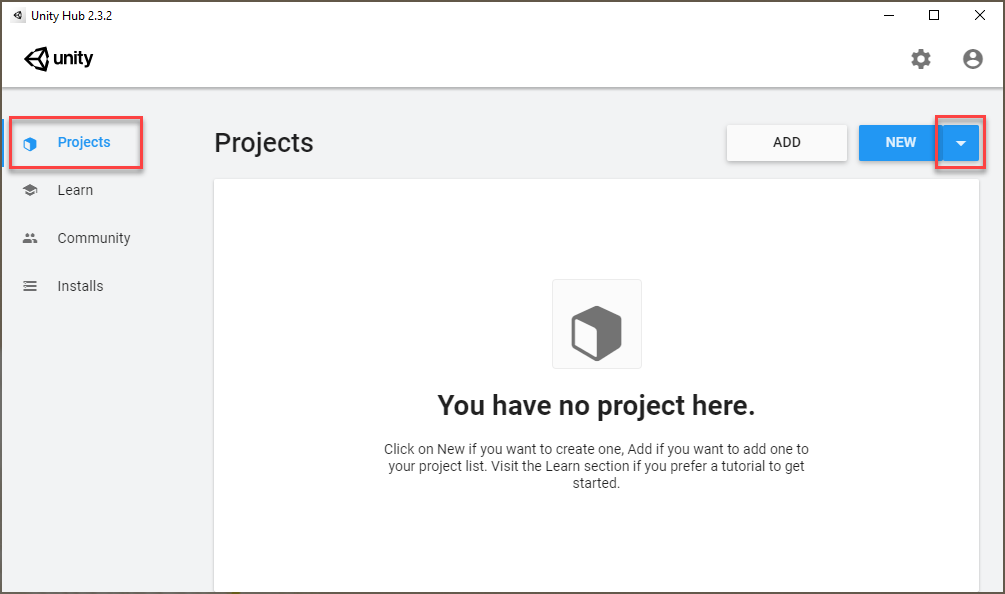 Unity Hub 2.3.2
unity
Projects
Learn
Community
Installs
Projects
ADD
NEW
You have no project here.
Click on New if you want to create one, Add if you want to add one to
your project list. Visit the Learn section if you prefer a tutorial to get
started.